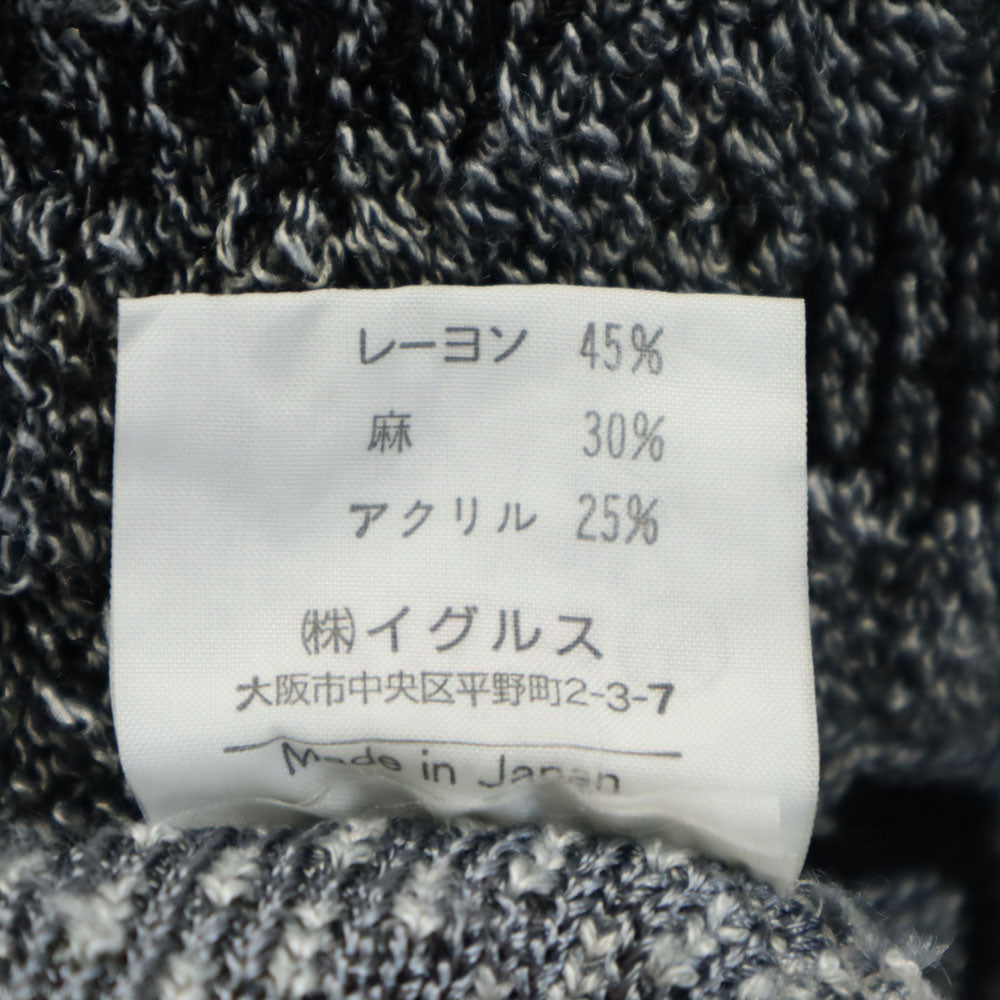 レーヨン 45%
麻 30%
アクリル 25%
㈱イグルス
大阪市中央区平野町2-3-7
Made in Japan